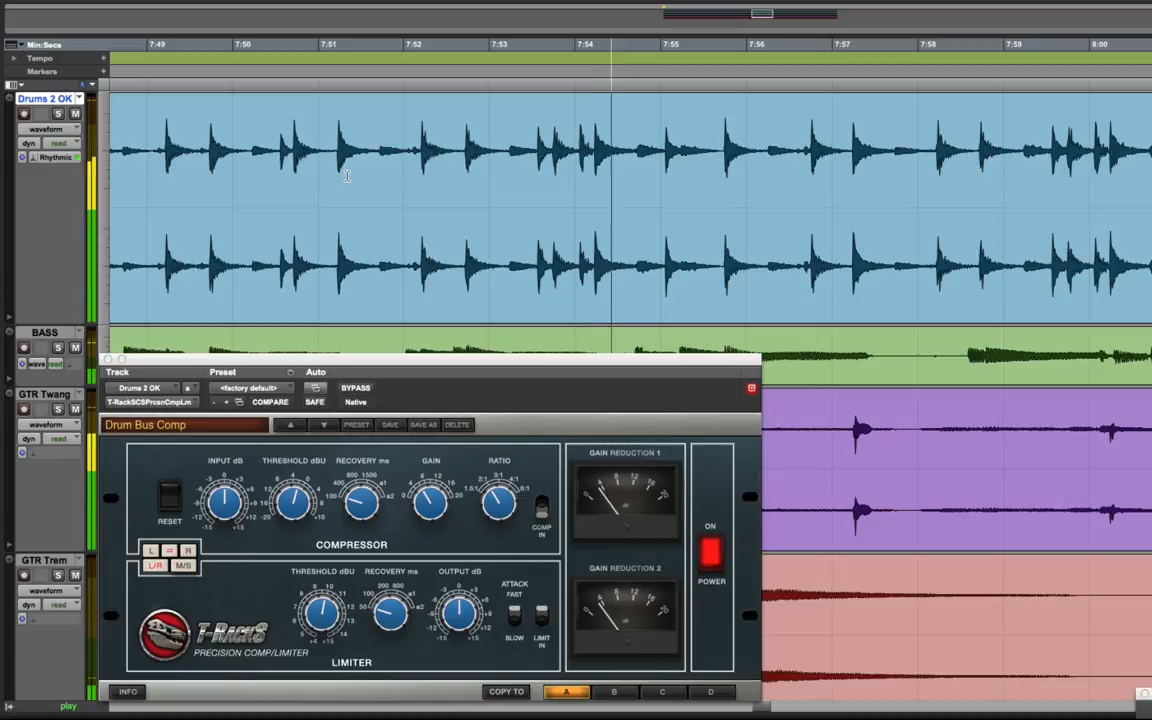 Min:Secs 7:49 7:50 7:51 7:52 7:53 7:54 7:55 7:56 7:57 7:58 7:59 8:00
Tempo +
Markers +
Drums 2 OK
S M
waveform
dyn read
Rhythmic
BASS
S M
wave read
GTR Twang
S M
waveform
dyn read
GTR Trem
S M
waveform
dyn read
play
Track Preset Auto
Drums 2 OK a <factory default> BYPASS
T-RackSCSPrcsnCmpLm - + COMPARE SAFE Native
Drum Bus Comp PRESET SAVE SAVE AS DELETE
INPUT dB THRESHOLD dBU RECOVERY ms GAIN RATIO
RESET
COMP
IN
COMPRESSOR
L = R
L/R M/S
GAIN REDUCTION 1
ON
POWER
GAIN REDUCTION 2
THRESHOLD dBU RECOVERY ms OUTPUT dB
ATTACK
FAST
SLOW
LIMIT
IN
T-RackS
PRECISION COMP/LIMITER
LIMITER
INFO COPY TO A B C D